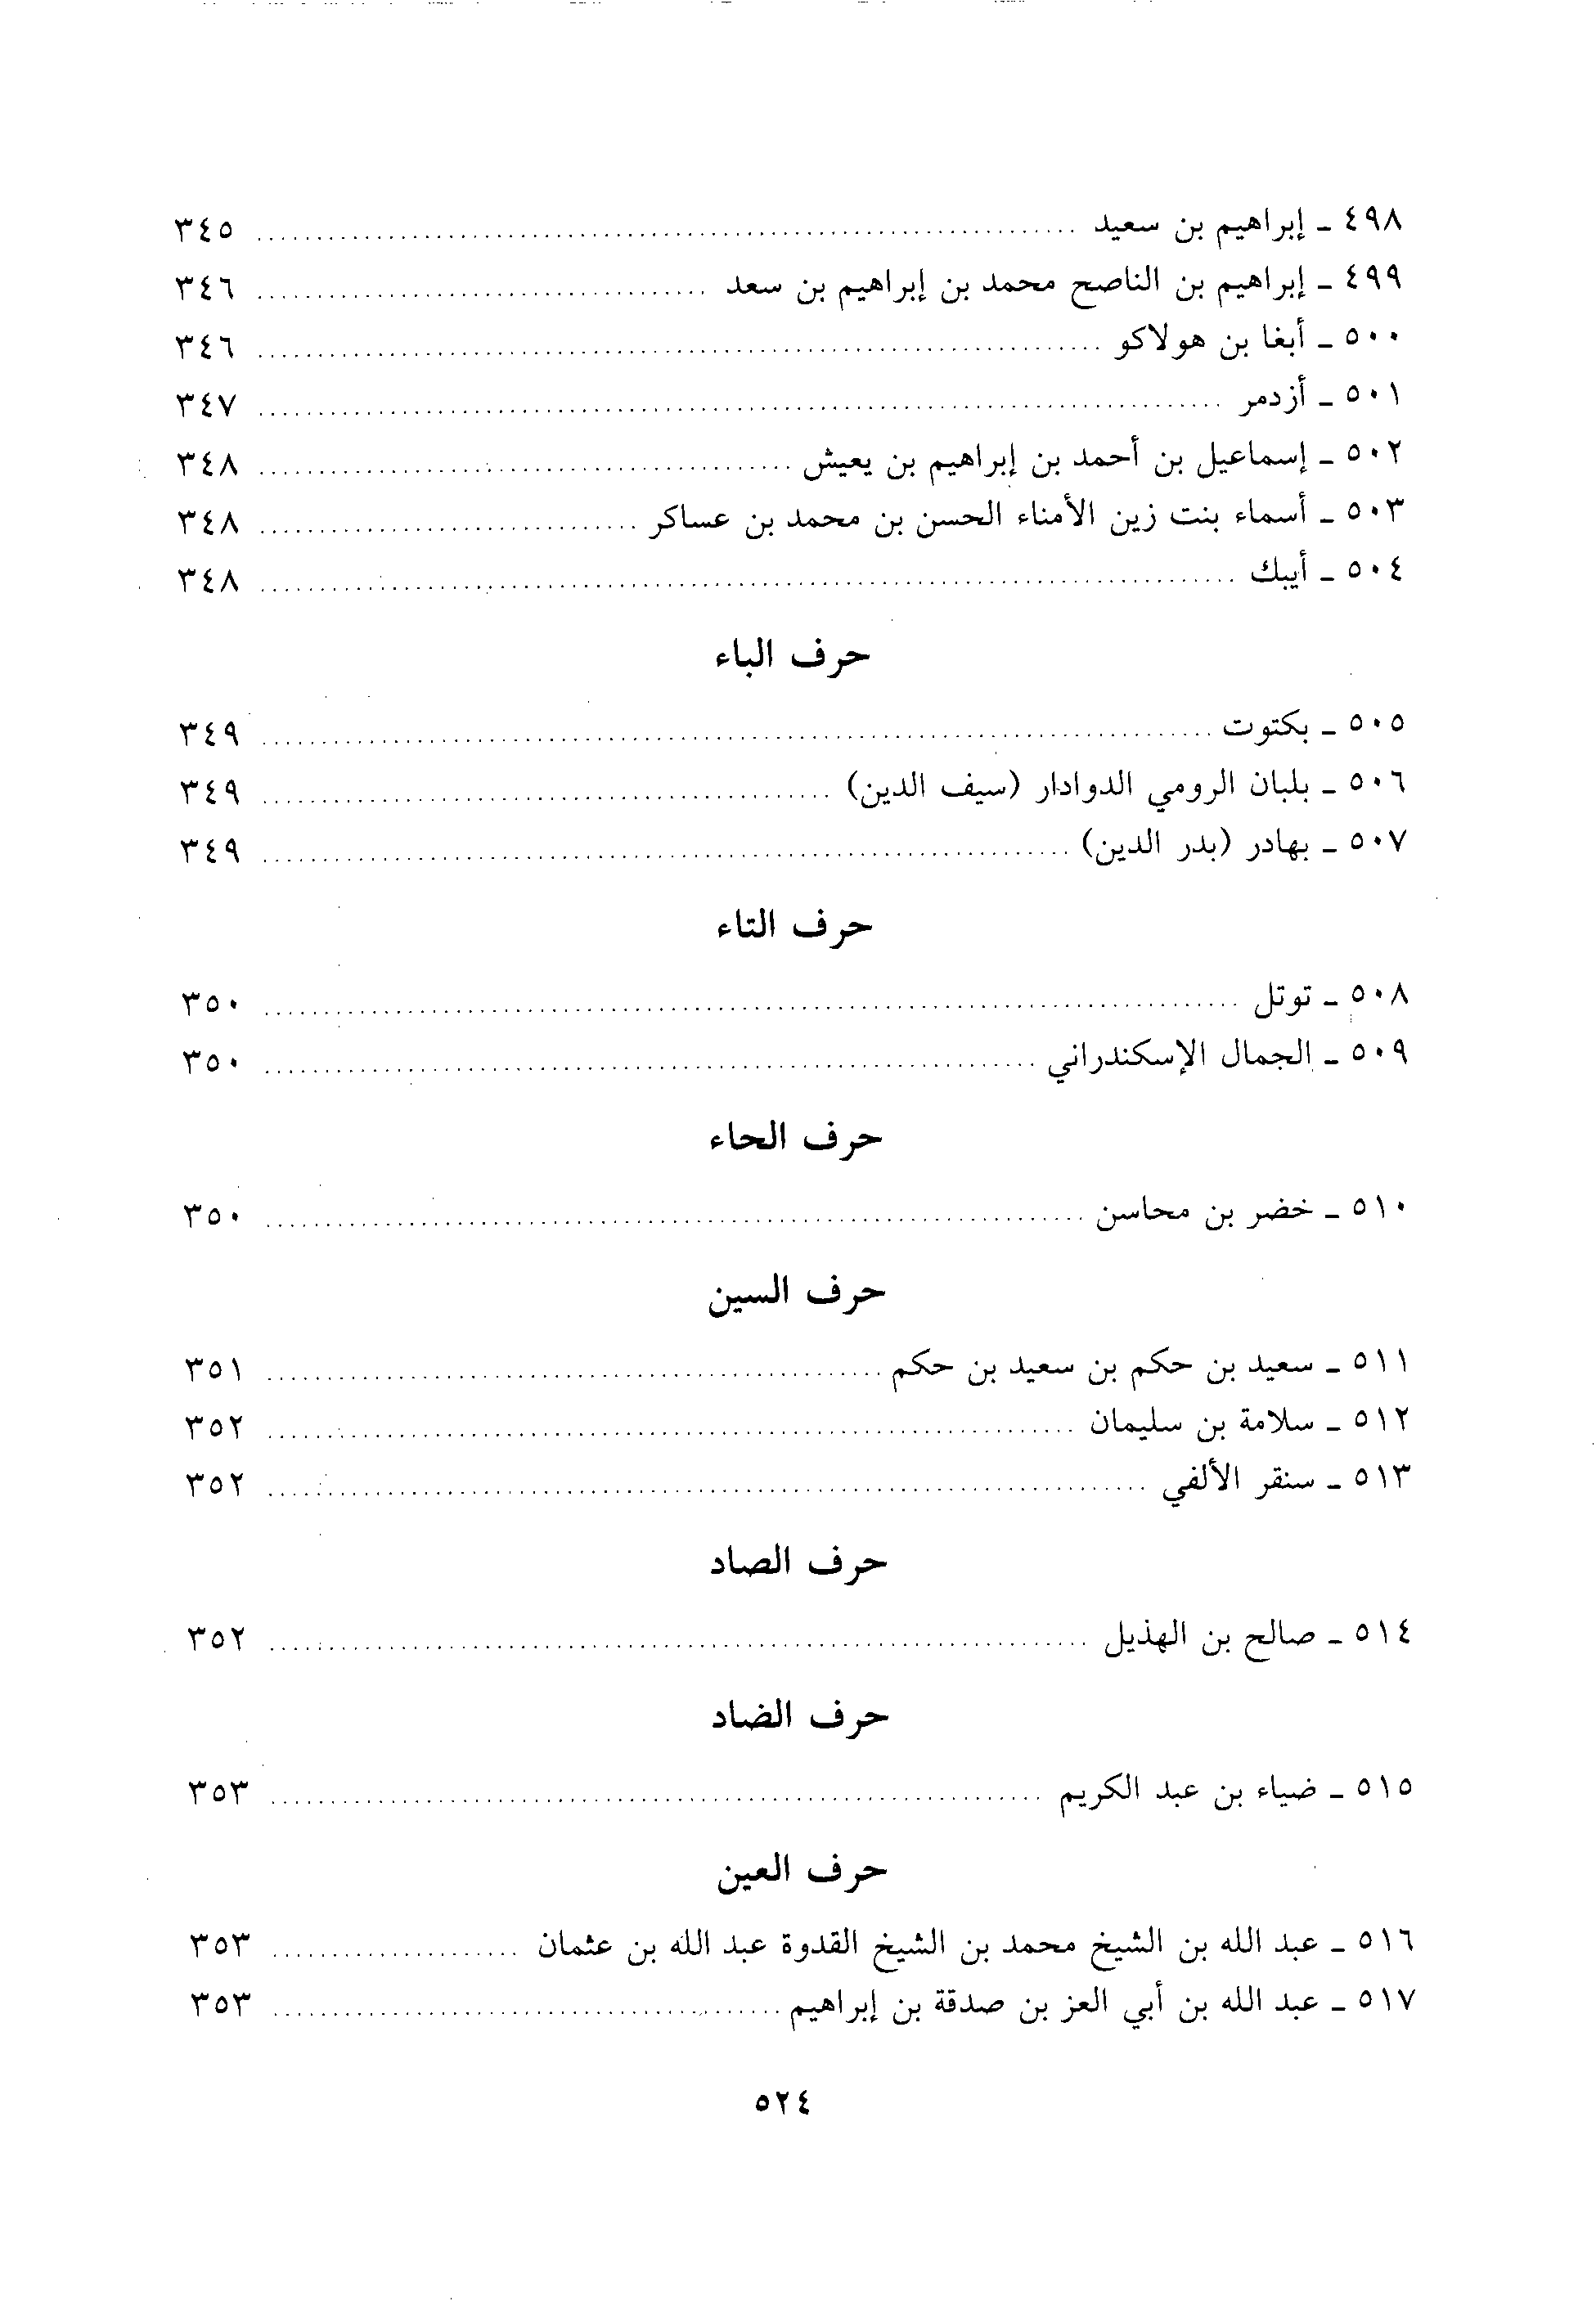 ٤٩٨ ـ إبراهيم بن سعيد ........ ٣٤٥
٤٩٩ ـ إبراهيم بن الناصح محمد بن إبراهيم بن سعد ........ ٣٤٦
٥٠٠ ـ أبغا بن هولاكو ........ ٣٤٦
٥٠١ ـ أزدمر ........ ٣٤٧
٥٠٢ ـ إسماعيل بن أحمد بن إبراهيم بن يعيش ........ ٣٤٨
٥٠٣ ـ أسماء بنت زين الأمناء الحسن بن محمد بن عساكر ........ ٣٤٨
٥٠٤ ـ أيبك ........ ٣٤٨
حرف الباء
٥٠٥ ـ بكتوت ........ ٣٤٩
٥٠٦ ـ بلبان الرومي الدوادار (سيف الدين) ........ ٣٤٩
٥٠٧ ـ بهادر (بدر الدين) ........ ٣٤٩
حرف التاء
٥٠٨ ـ توتل ........ ٣٥٠
٥٠٩ ـ الجمال الإسكندراني ........ ٣٥٠
حرف الحاء
٥١٠ ـ خضر بن محاسن ........ ٣٥٠
حرف السين
٥١١ ـ سعيد بن حكم بن سعيد بن حكم ........ ٣٥١
٥١٢ ـ سلامة بن سليمان ........ ٣٥٢
٥١٣ ـ سنقر الألفي ........ ٣٥٢
حرف الصاد
٥١٤ ـ صالح بن الهذيل ........ ٣٥٢
حرف الضاد
٥١٥ ـ ضياء بن عبد الكريم ........ ٣٥٣
حرف العين
٥١٦ ـ عبد الله بن الشيخ محمد بن الشيخ القدوة عبد الله بن عثمان ........ ٣٥٣
٥١٧ ـ عبد الله بن أبي العز بن صدقة بن إبراهيم ........ ٣٥٣
٥٢٤